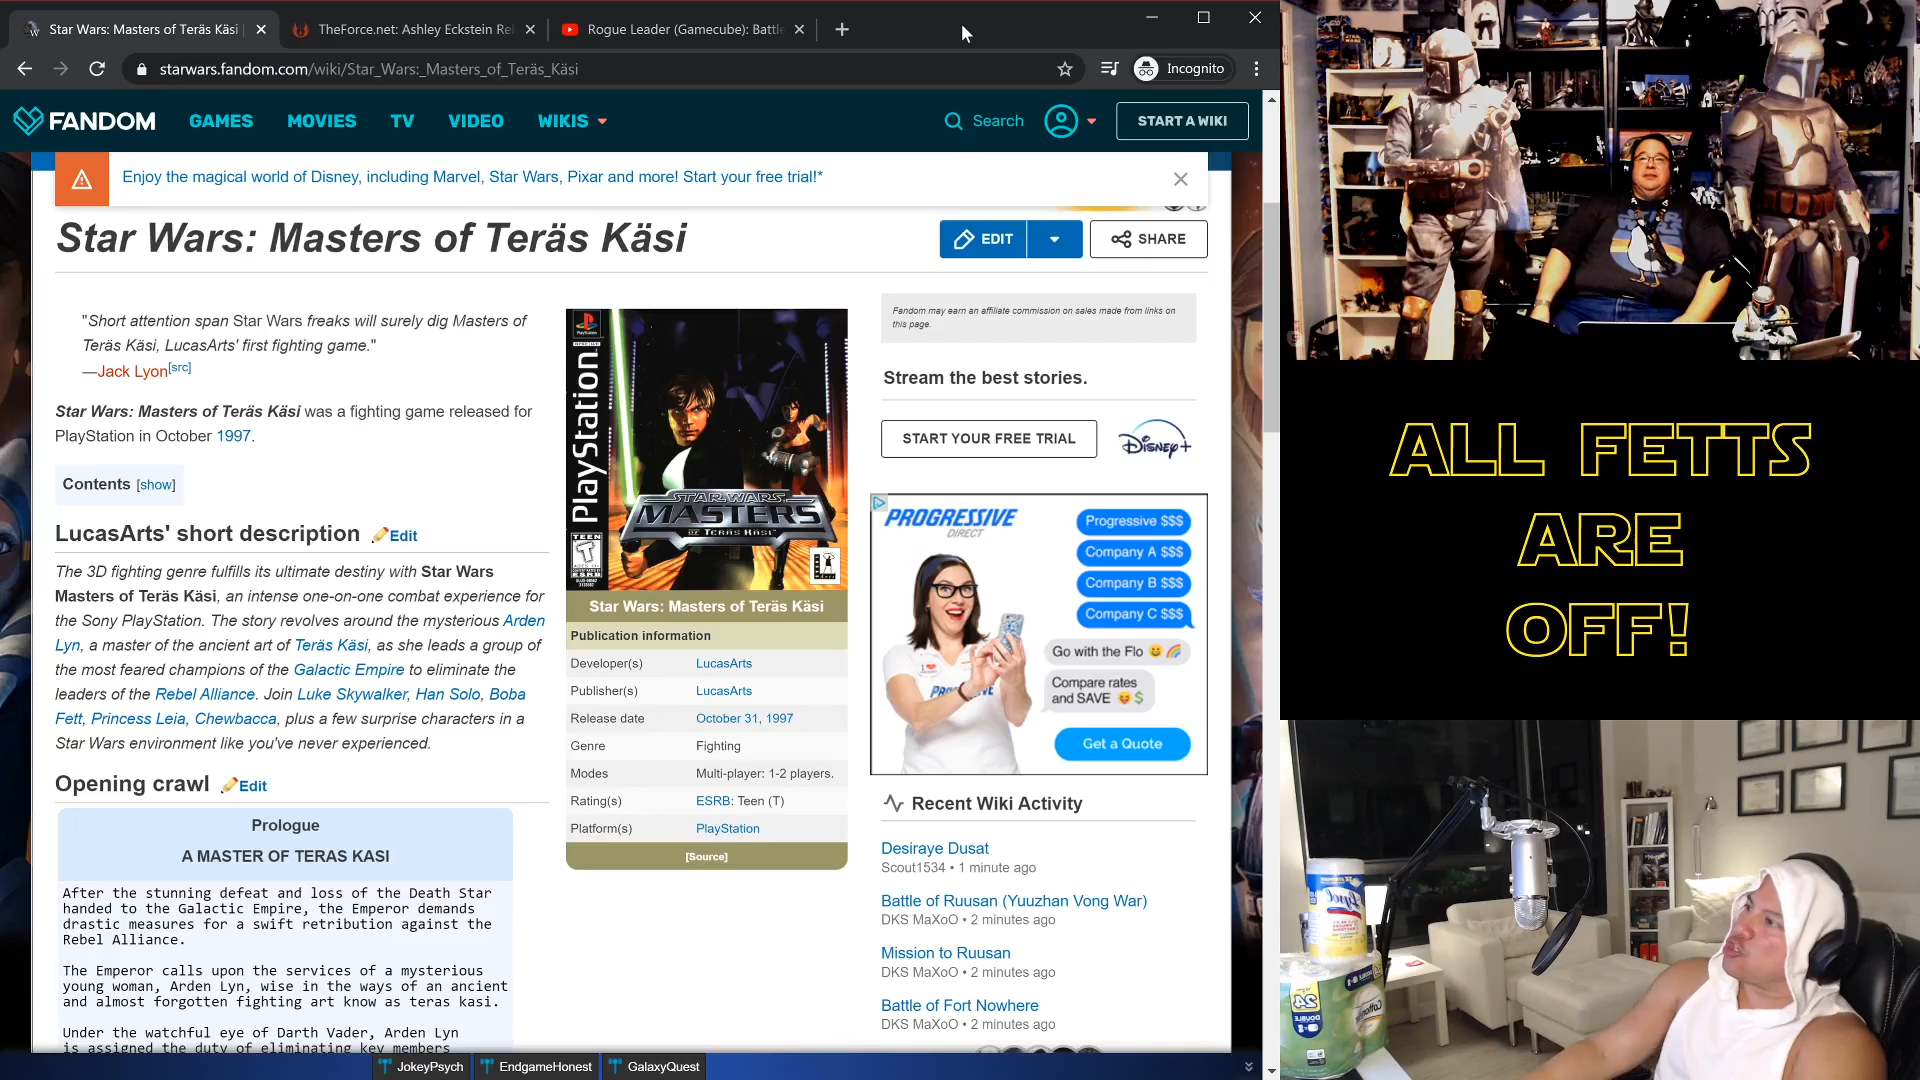 Star Wars: Masters of Teräs Käsi
TheForce.net: Ashley Eckstein Re
Rogue Leader (Gamecube): Battle
starwars.fandom.com/wiki/Star_Wars:_Masters_of_Teräs_Käsi
Incognito
FANDOM
GAMES
MOVIES
TV
VIDEO
WIKIS
Search
START A WIKI
Enjoy the magical world of Disney, including Marvel, Star Wars, Pixar and more! Start your free trial!*
Star Wars: Masters of Teräs Käsi
EDIT
SHARE
"Short attention span Star Wars freaks will surely dig Masters of
Teräs Käsi, LucasArts' first fighting game."
—Jack Lyon[src]
Star Wars: Masters of Teräs Käsi was a fighting game released for
PlayStation in October 1997.
Contents [show]
LucasArts' short description Edit
The 3D fighting genre fulfills its ultimate destiny with Star Wars
Masters of Teräs Käsi, an intense one-on-one combat experience for
the Sony PlayStation. The story revolves around the mysterious Arden
Lyn, a master of the ancient art of Teräs Käsi, as she leads a group of
the most feared champions of the Galactic Empire to eliminate the
leaders of the Rebel Alliance. Join Luke Skywalker, Han Solo, Boba
Fett, Princess Leia, Chewbacca, plus a few surprise characters in a
Star Wars environment like you've never experienced.
Opening crawl Edit
Prologue
A MASTER OF TERAS KASI
After the stunning defeat and loss of the Death Star
handed to the Galactic Empire, the Emperor demands
drastic measures for a swift retribution against the
Rebel Alliance.
The Emperor calls upon the services of a mysterious
young woman, Arden Lyn, wise in the ways of an ancient
and almost forgotten fighting art know as teras kasi.
Under the watchful eye of Darth Vader, Arden Lyn
is assigned the duty of eliminating key members
PlayStation
STAR WARS
MASTERS
OF TERÄS KÄSI
TEEN
T
ESRB
Star Wars: Masters of Teräs Käsi
Publication information
Developer(s) LucasArts
Publisher(s) LucasArts
Release date October 31, 1997
Genre Fighting
Modes Multi-player: 1-2 players.
Rating(s) ESRB: Teen (T)
Platform(s) PlayStation
[Source]
Fandom may earn an affiliate commission on sales made from links on
this page.
Stream the best stories.
START YOUR FREE TRIAL
Disney+
PROGRESSIVE
DIRECT
Progressive $$$
Company A $$$
Company B $$$
Company C $$$
Go with the Flo
Compare rates
and SAVE
Get a Quote
Recent Wiki Activity
Desiraye Dusat
Scout1534 • 1 minute ago
Battle of Ruusan (Yuuzhan Vong War)
DKS MaXoO • 2 minutes ago
Mission to Ruusan
DKS MaXoO • 2 minutes ago
Battle of Fort Nowhere
DKS MaXoO • 2 minutes ago
JokeyPsych
EndgameHonest
GalaxyQuest
ALL FETTS
ARE
OFF!